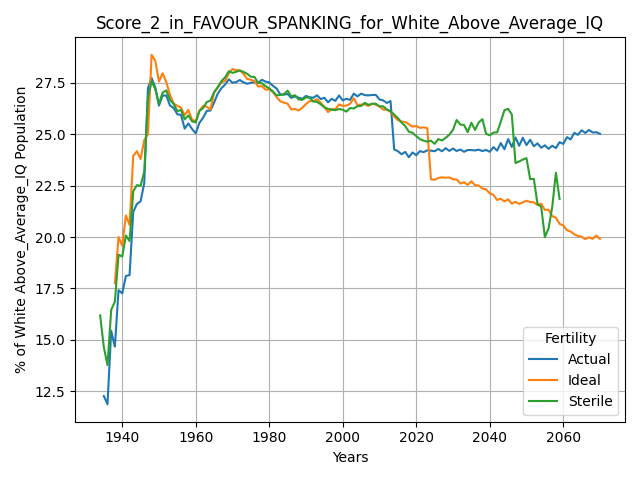 Score_2_in_FAVOUR_SPANKING_for_White_Above_Average_IQ
% of White Above_Average_IQ Population
27.5
25.0
22.5
20.0
17.5
15.0
12.5
Fertility
Actual
Ideal
Sterile
1940
1960
1980
2000
2020
2040
2060
Years